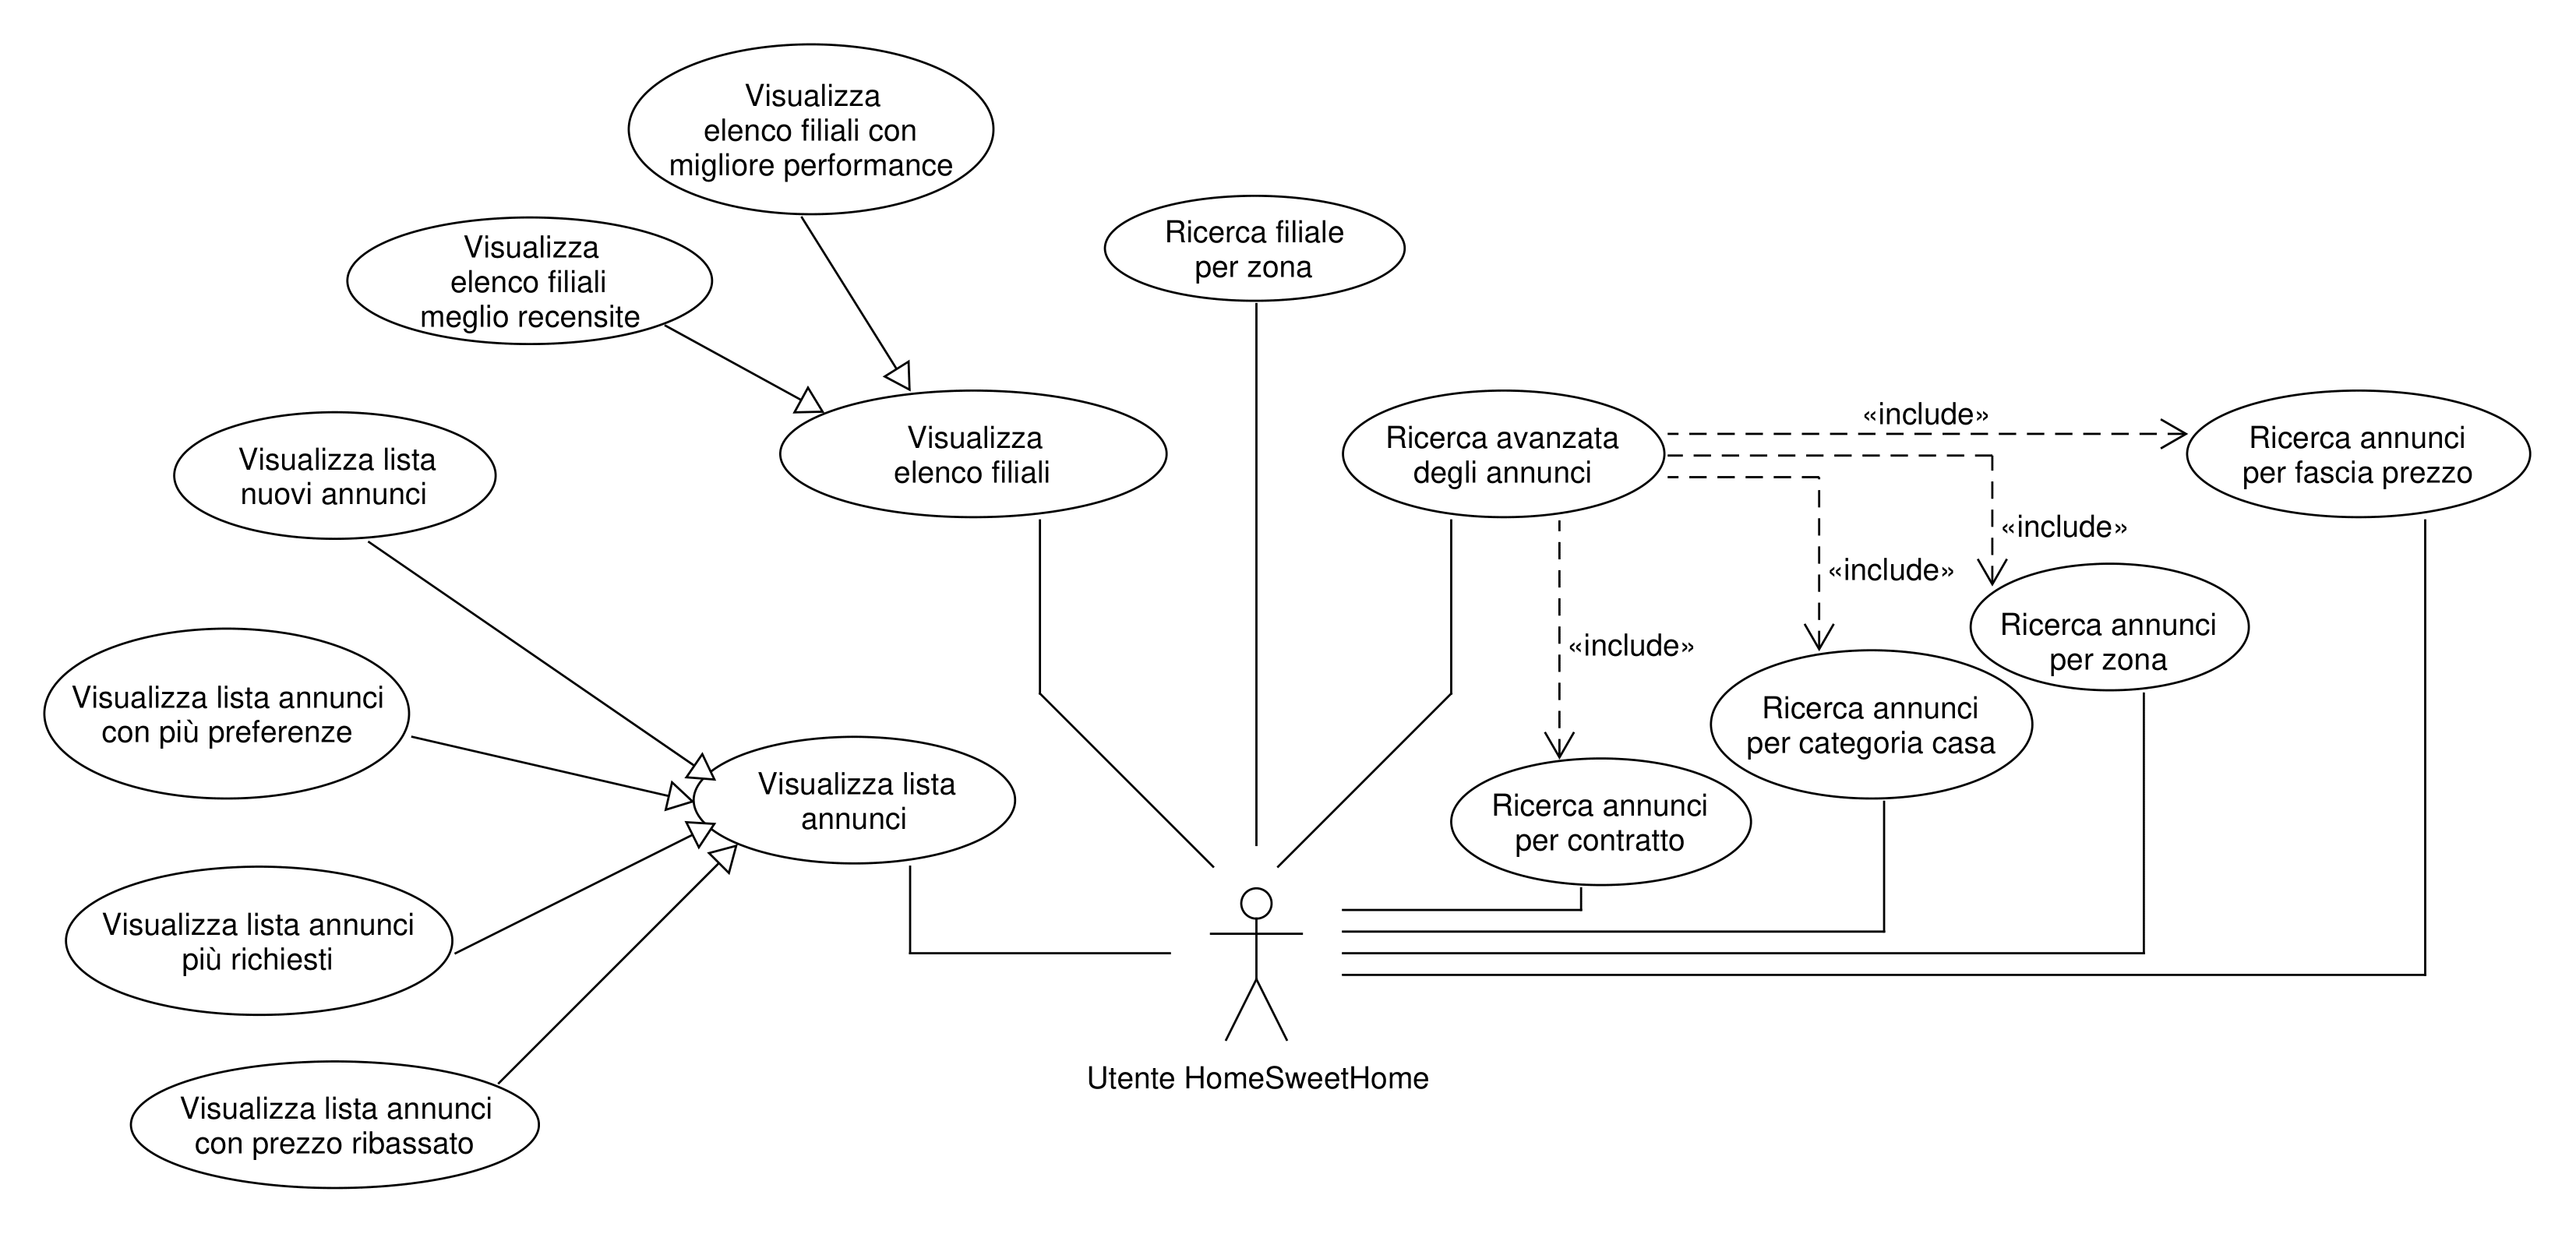 Visualizza
elenco filiali con
migliore performance
Visualizza
elenco filiali
meglio recensite
Ricerca filiale
per zona
Visualizza lista
nuovi annunci
Visualizza
elenco filiali
Ricerca avanzata
degli annunci
«include»
Ricerca annunci
per fascia prezzo
«include»
«include»
«include»
Ricerca annunci
per zona
Visualizza lista annunci
con più preferenze
Ricerca annunci
per categoria casa
Visualizza lista
annunci
Ricerca annunci
per contratto
Visualizza lista annunci
più richiesti
Utente HomeSweetHome
Visualizza lista annunci
con prezzo ribassato